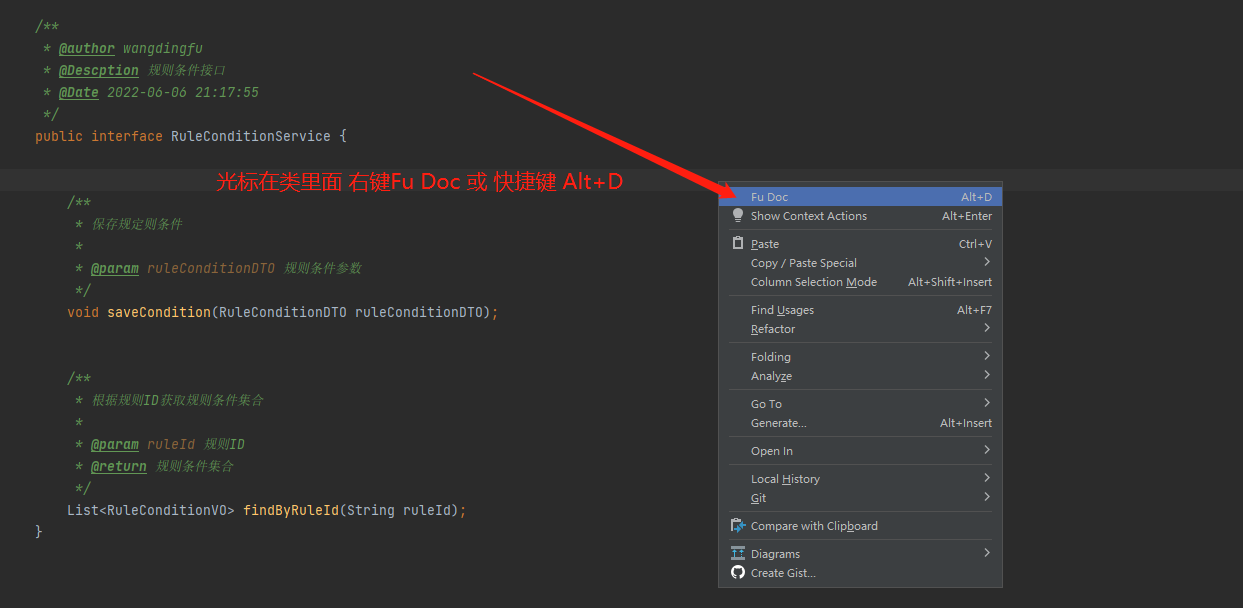 /**
* @author wangdingfu
* @Descption 规则条件接口
* @Date 2022-06-06 21:17:55
*/
public interface RuleConditionService {
光标在类里面 右键Fu Doc 或 快捷键 Alt+D
/**
* 保存规定则条件
*
* @param ruleConditionDTO 规则条件参数
*/
void saveCondition(RuleConditionDTO ruleConditionDTO);
/**
* 根据规则ID获取规则条件集合
*
* @param ruleId 规则ID
* @return 规则条件集合
*/
List<RuleConditionVO> findByRuleId(String ruleId);
}
Fu Doc Alt+D
Show Context Actions Alt+Enter
Paste Ctrl+V
Copy / Paste Special
Column Selection Mode Alt+Shift+Insert
Find Usages Alt+F7
Refactor
Folding
Analyze
Go To
Generate... Alt+Insert
Open In
Local History
Git
Compare with Clipboard
Diagrams
Create Gist...